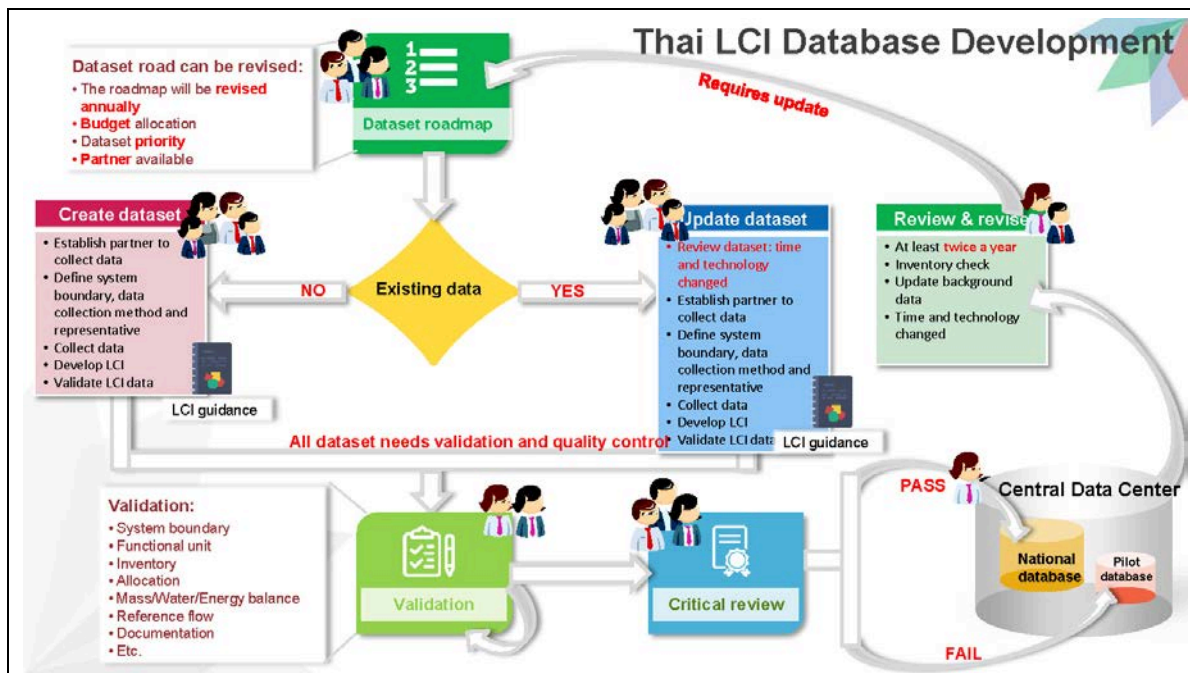 Thai LCI Database Development
Dataset road can be revised:
• The roadmap will be revised
annually
• Budget allocation
• Dataset priority
• Partner available
1
2
3
Dataset roadmap
Requires update
Create dataset
• Establish partner to
collect data
• Define system
boundary, data
collection method and
representative
• Collect data
• Develop LCI
• Validate LCI data
LCI guidance
NO
Existing data
YES
Update dataset
• Review dataset: time
and technology
changed
• Establish partner to
collect data
• Define system
boundary, data
collection method and
representative
• Collect data
• Develop LCI
• Validate LCI data
LCI guidance
Review & revise
• At least twice a year
• Inventory check
• Update background
data
• Time and technology
changed
All dataset needs validation and quality control
Validation:
• System boundary
• Functional unit
• Inventory
• Allocation
• Mass/Water/Energy balance
• Reference flow
• Documentation
• Etc.
Validation
Critical review
PASS
FAIL
Central Data Center
National
database
Pilot
database